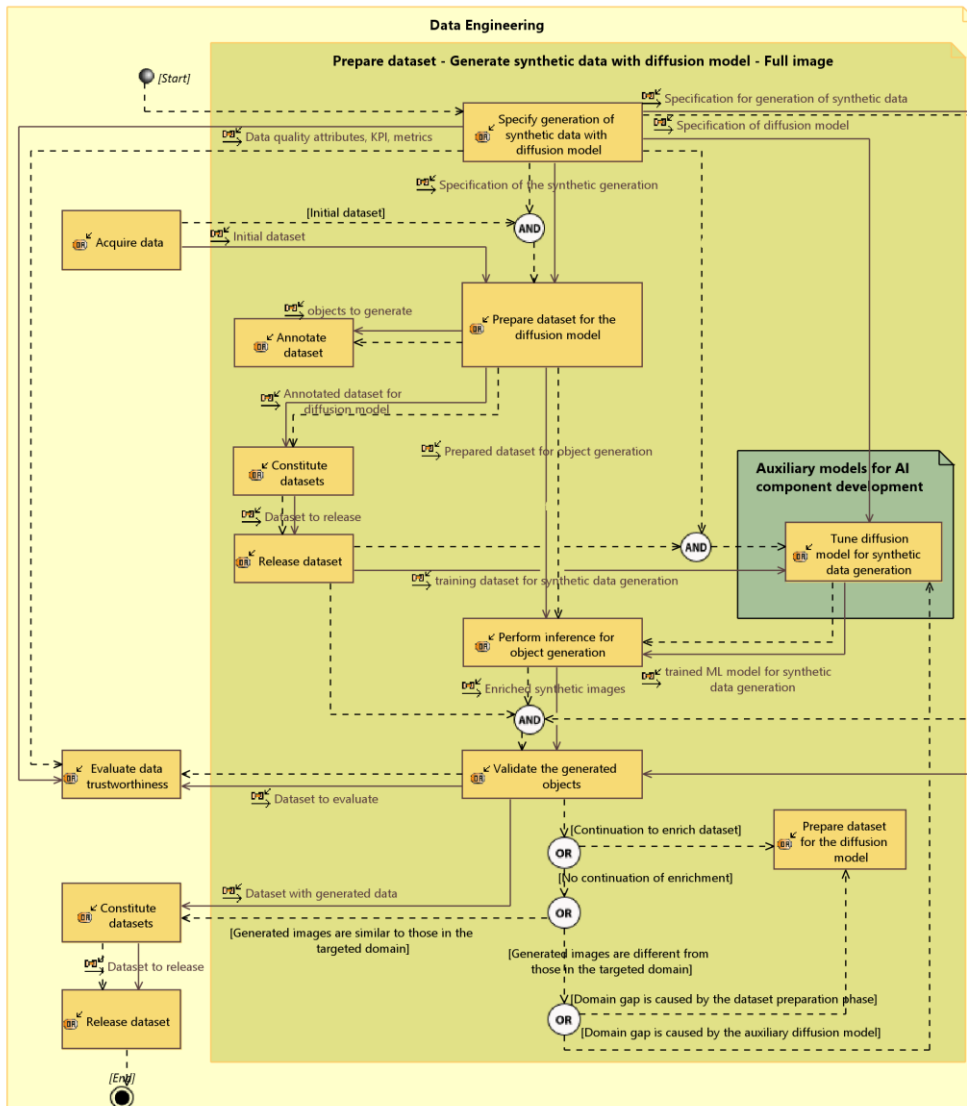 Data Engineering
Prepare dataset - Generate synthetic data with diffusion model - Full image
[Start]
Specification for generation of synthetic data
Specify generation of
synthetic data with
diffusion model
Data quality attributes, KPI, metrics
Specification of diffusion model
Specification of the synthetic generation
[Initial dataset]
AND
Acquire data
Initial dataset
objects to generate
Prepare dataset for the
diffusion model
Annotate
dataset
Annotated dataset for
diffusion model
Prepared dataset for object generation
Constitute
datasets
Auxiliary models for AI
component development
Dataset to release
Release dataset
AND
Tune diffusion
model for synthetic
data generation
training dataset for synthetic data generation
Perform inference for
object generation
Enriched synthetic images
trained ML model for synthetic
data generation
AND
Evaluate data
trustworthiness
Validate the generated
objects
Dataset to evaluate
[Continuation to enrich dataset]
OR
Prepare dataset
for the diffusion
model
[No continuation of enrichment]
Dataset with generated data
Constitute
datasets
OR
[Generated images are similar to those in the
targeted domain]
[Generated images are different from
those in the targeted domain]
Dataset to release
[Domain gap is caused by the dataset preparation phase]
Release dataset
OR
[Domain gap is caused by the auxiliary diffusion model]
[End]